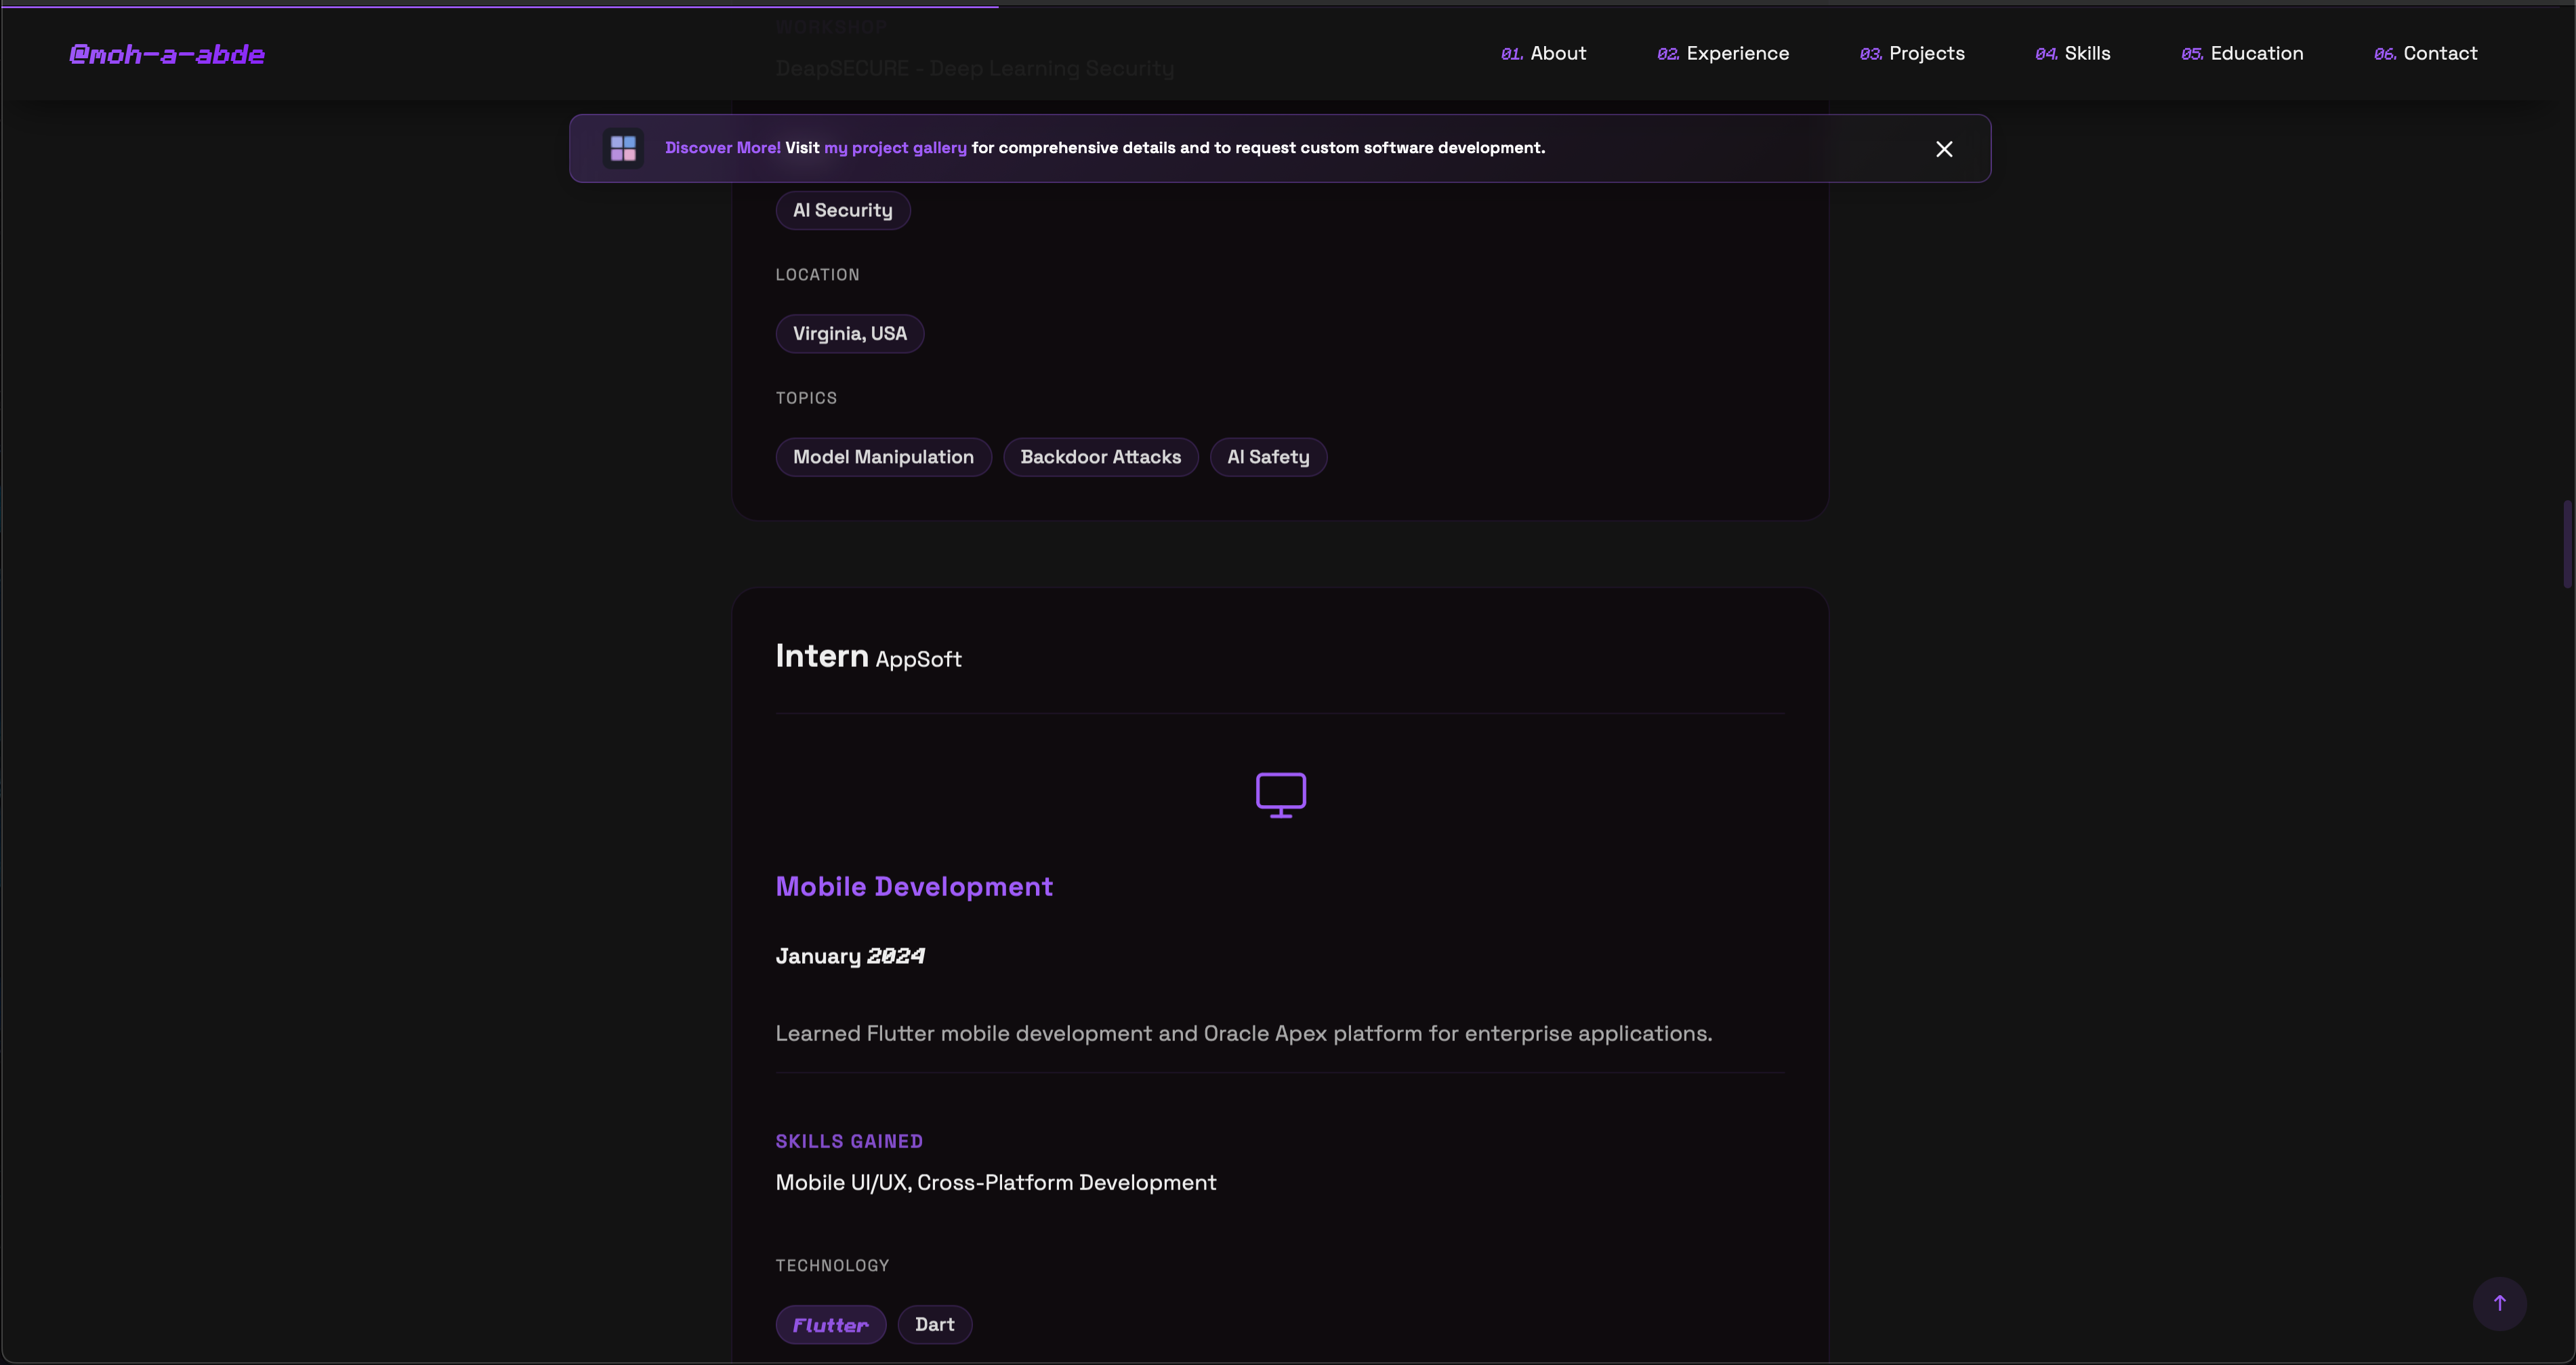 WORKSHOP
@moh-a-abde
01. About
02. Experience
03. Projects
04. Skills
05. Education
06. Contact
DeapSECURE - Deep Learning Security
Discover More! Visit my project gallery for comprehensive details and to request custom software development.
AI Security
LOCATION
Virginia, USA
TOPICS
Model Manipulation
Backdoor Attacks
AI Safety
Intern AppSoft
Mobile Development
January 2024
Learned Flutter mobile development and Oracle Apex platform for enterprise applications.
SKILLS GAINED
Mobile UI/UX, Cross-Platform Development
TECHNOLOGY
Flutter
Dart